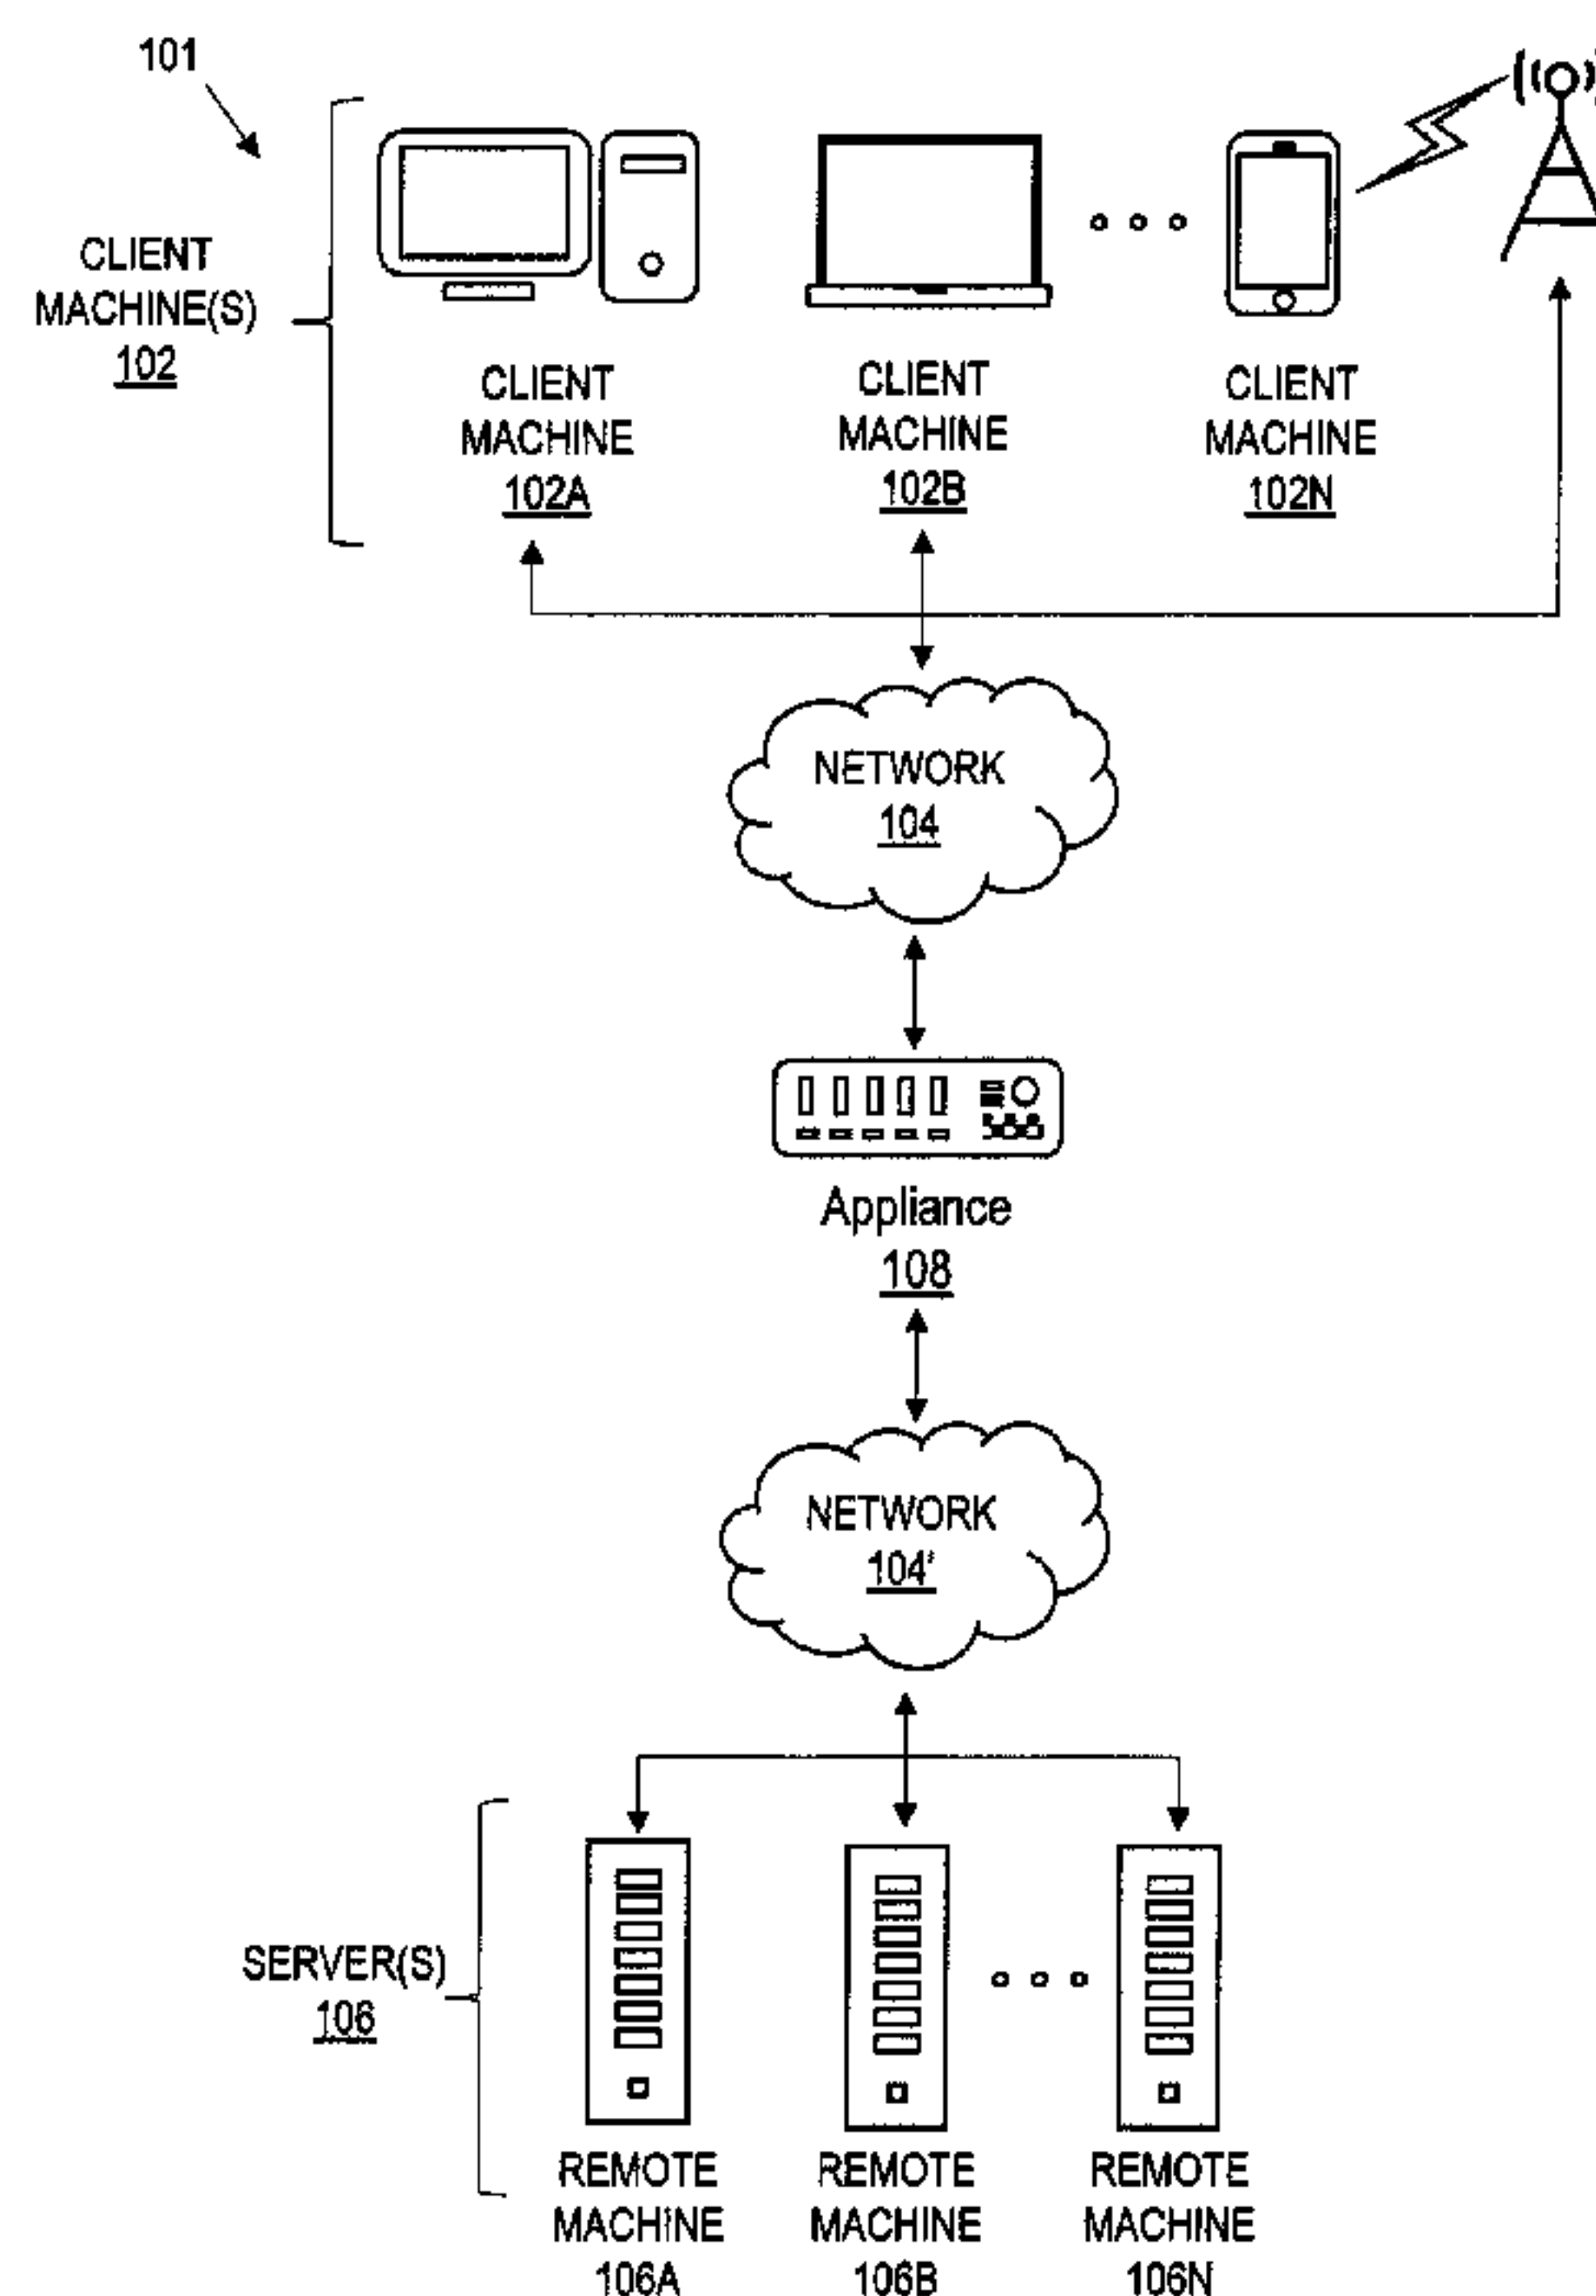 101
CLIENT
MACHINE(S)
102
CLIENT
MACHINE
102A
CLIENT
MACHINE
102B
CLIENT
MACHINE
102N
NETWORK
104
Appliance
108
NETWORK
104'
SERVER(S)
106
REMOTE
MACHINE
106A
REMOTE
MACHINE
106B
REMOTE
MACHINE
106N